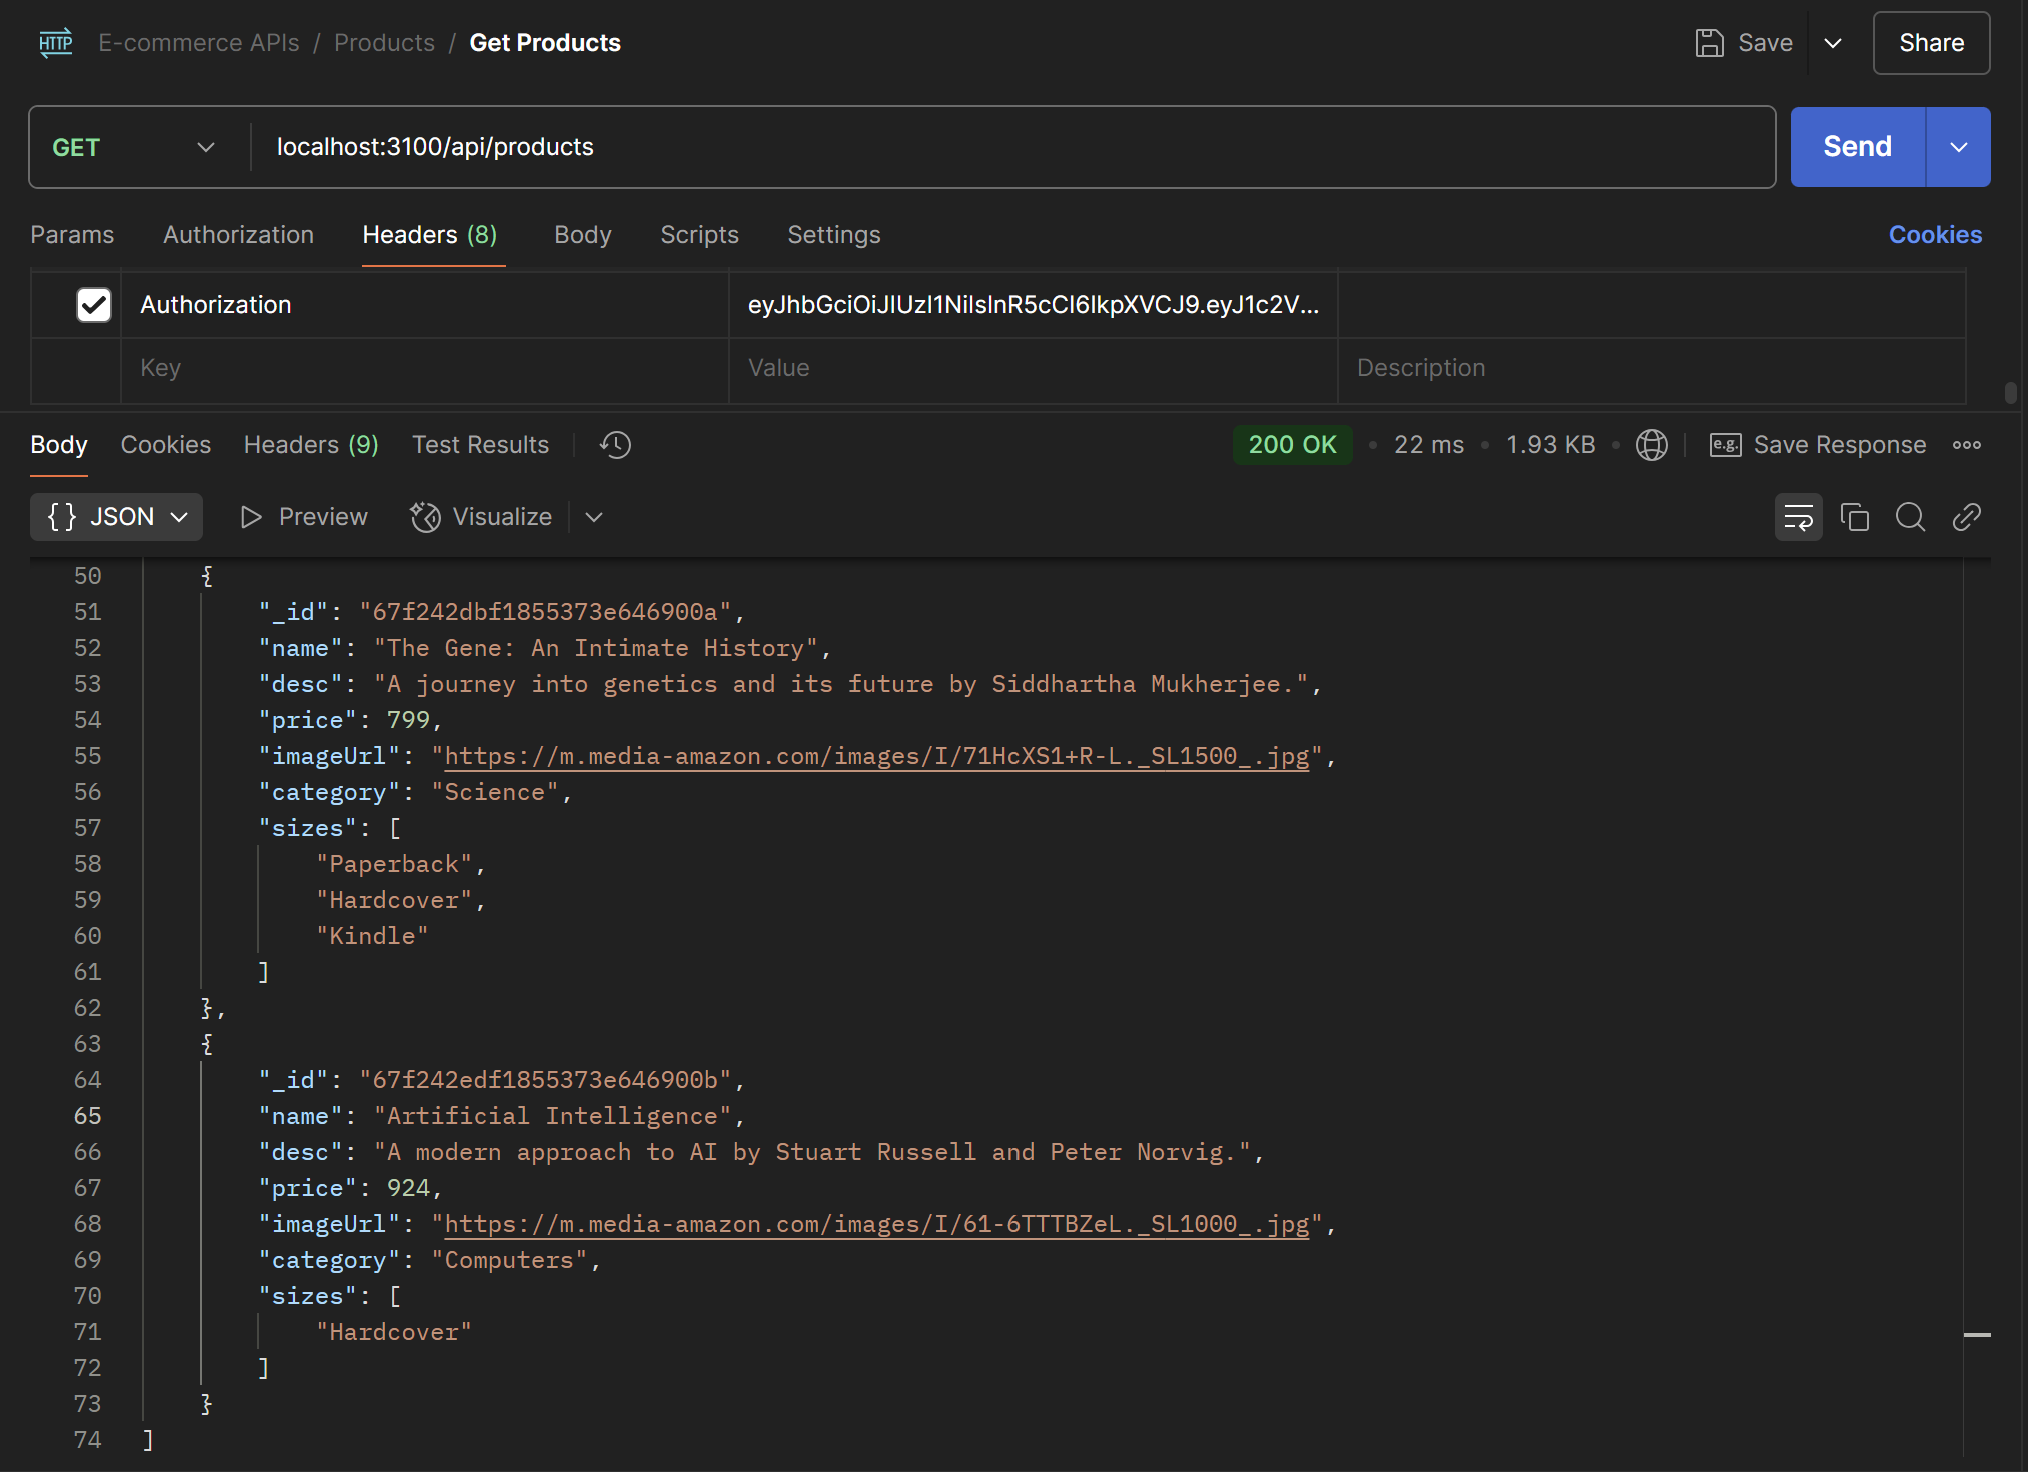 HTTP E-commerce APIs / Products / Get Products Save Share
GET localhost:3100/api/products Send
Params Authorization Headers (8) Body Scripts Settings Cookies
Authorization eyJhbGciOiJIUzI1NiIsInR5cCI6IkpXVCJ9.eyJ1c2V...
Key Value Description
Body Cookies Headers (9) Test Results 200 OK • 22 ms • 1.93 KB • e.g. Save Response
{} JSON Preview Visualize
50 {
51 "_id": "67f242dbf1855373e646900a",
52 "name": "The Gene: An Intimate History",
53 "desc": "A journey into genetics and its future by Siddhartha Mukherjee.",
54 "price": 799,
55 "imageUrl": "https://m.media-amazon.com/images/I/71HcXS1+R-L._SL1500_.jpg",
56 "category": "Science",
57 "sizes": [
58 "Paperback",
59 "Hardcover",
60 "Kindle"
61 ]
62 },
63 {
64 "_id": "67f242edf1855373e646900b",
65 "name": "Artificial Intelligence",
66 "desc": "A modern approach to AI by Stuart Russell and Peter Norvig.",
67 "price": 924,
68 "imageUrl": "https://m.media-amazon.com/images/I/61-6TTTBZeL._SL1000_.jpg",
69 "category": "Computers",
70 "sizes": [
71 "Hardcover"
72 ]
73 }
74 ]